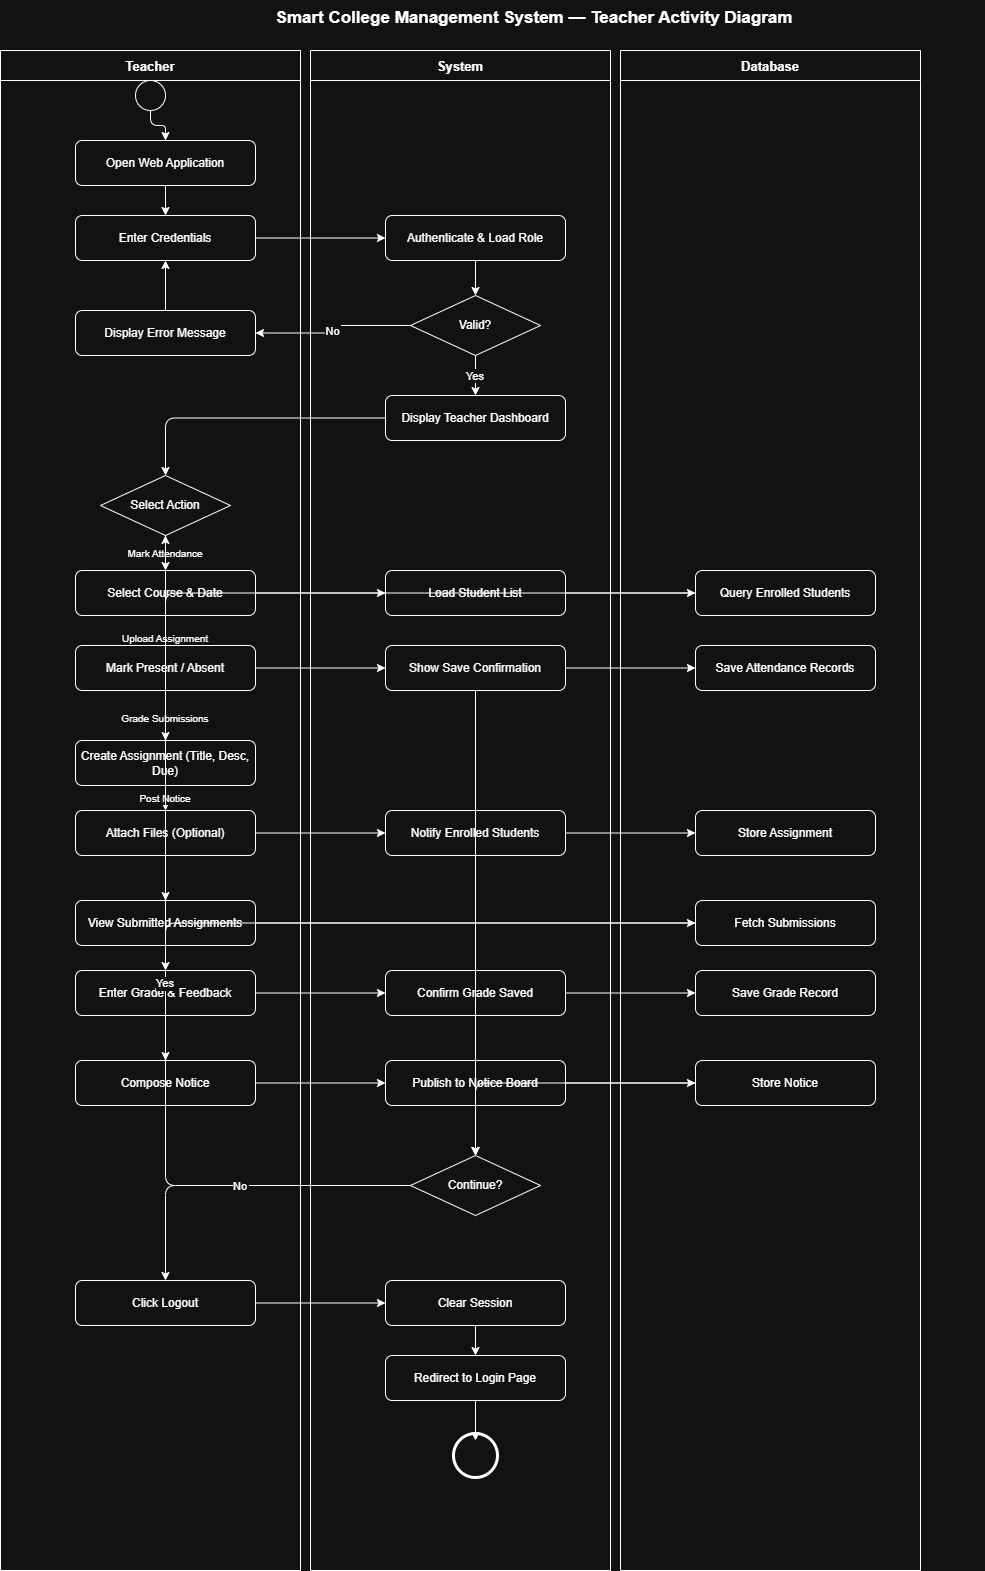 Smart College Management System — Teacher Activity Diagram
Teacher
System
Database
Open Web Application
Enter Credentials
Authenticate & Load Role
Display Error Message
No
Valid?
Yes
Display Teacher Dashboard
Select Action
Mark Attendance
Select Course & Date
Load Student List
Query Enrolled Students
Upload Assignment
Mark Present / Absent
Show Save Confirmation
Save Attendance Records
Grade Submissions
Create Assignment (Title, Desc,
Due)
Post Notice
Attach Files (Optional)
Notify Enrolled Students
Store Assignment
View Submitted Assignments
Fetch Submissions
Yes
Enter Grade & Feedback
Confirm Grade Saved
Save Grade Record
Compose Notice
Publish to Notice Board
Store Notice
No
Continue?
Click Logout
Clear Session
Redirect to Login Page